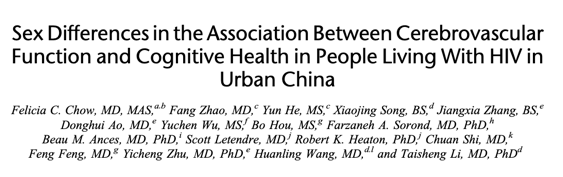 Sex Differences in the Association Between Cerebrovascular
Function and Cognitive Health in People Living With HIV in
Urban China
Felicia C. Chow, MD, MAS,a,b Fang Zhao, MD,c Yun He, MS,c Xiaojing Song, BS,d Jiangxia Zhang, BS,e
Donghui Ao, MD,e Yuchen Wu, MS,f Bo Hou, MS,g Farzaneh A. Sorond, MD, PhD,h
Beau M. Ances, MD, PhD,i Scott Letendre, MD,j Robert K. Heaton, PhD,j Chuan Shi, MD,k
Feng Feng, MD,g Yicheng Zhu, MD, PhD,e Huanling Wang, MD,d,l and Taisheng Li, MD, PhDd